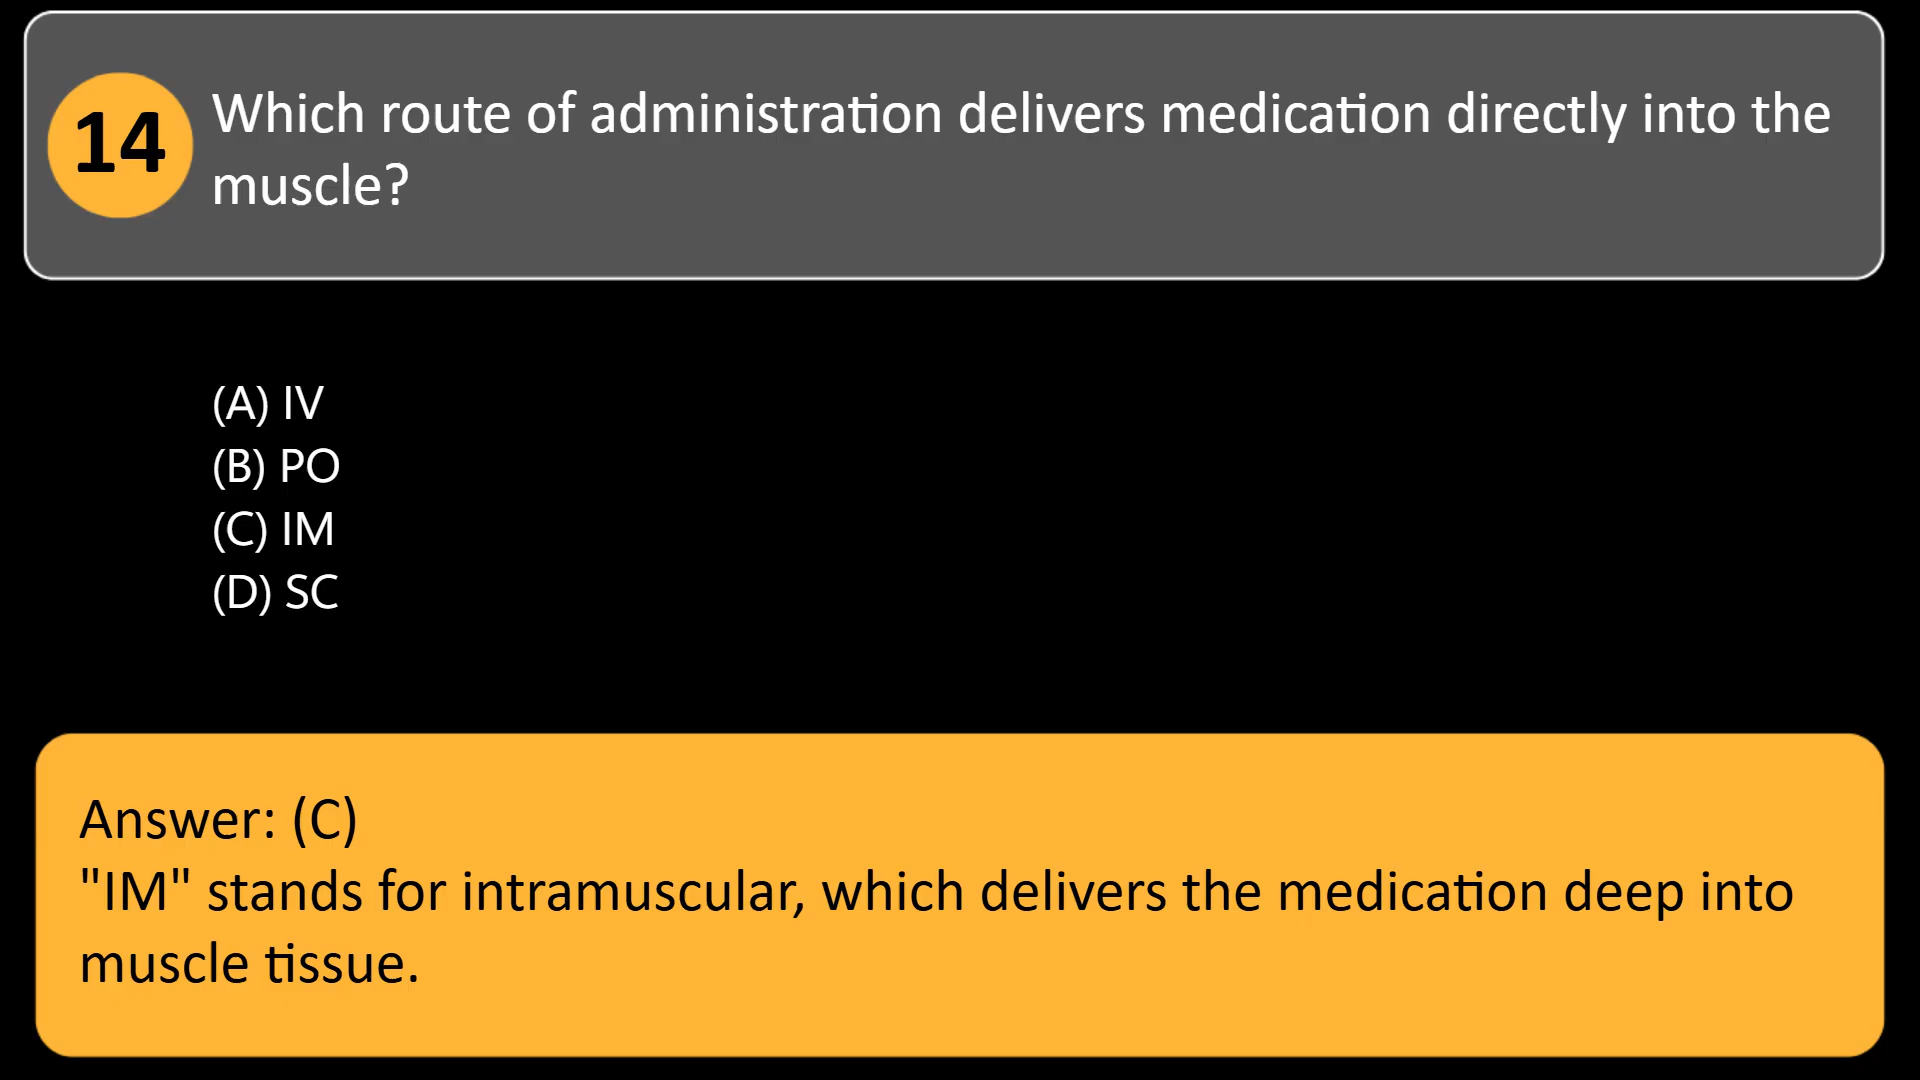 14
Which route of administration delivers medication directly into the
muscle?
(A) IV
(B) PO
(C) IM
(D) SC
Answer: (C)
"IM" stands for intramuscular, which delivers the medication deep into
muscle tissue.